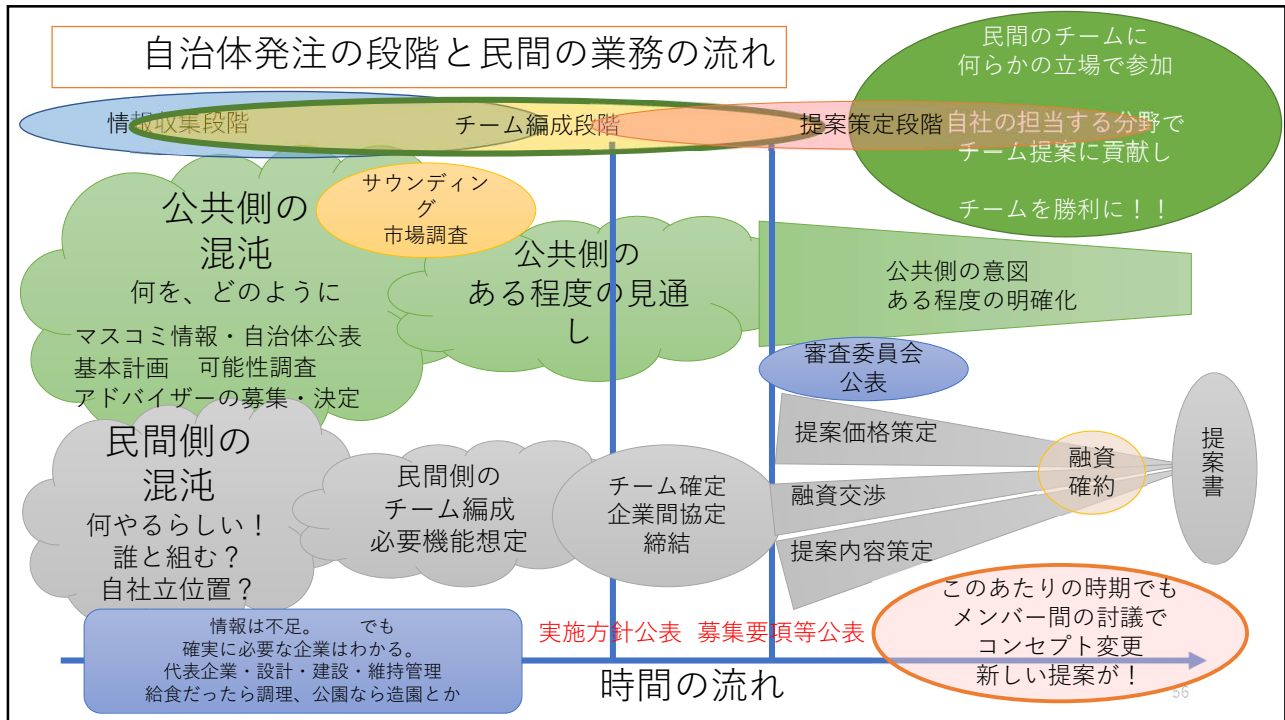 自治体発注の段階と民間の業務の流れ
民間のチームに
何らかの立場で参加
自社の担当する分野で
チーム提案に貢献し
チームを勝利に！！
情報収集段階
チーム編成段階
提案策定段階
サウンディン
グ
市場調査
公共側の
混沌
何を、どのように
マスコミ情報・自治体公表
基本計画　可能性調査
アドバイザーの募集・決定
公共側の
ある程度の見通
し
公共側の意図
ある程度の明確化
審査委員会
公表
民間側の
混沌
何やるらしい！
誰と組む？
自社立位置？
民間側の
チーム編成
必要機能想定
チーム確定
企業間協定
締結
提案価格策定
融資交渉
提案内容策定
融資
確約
提案書
情報は不足。　でも
確実に必要な企業はわかる。
代表企業・設計・建設・維持管理
給食だったら調理、公園なら造園とか
実施方針公表
募集要項等公表
時間の流れ
このあたりの時期でも
メンバー間の討議で
コンセプト変更
新しい提案が！
56